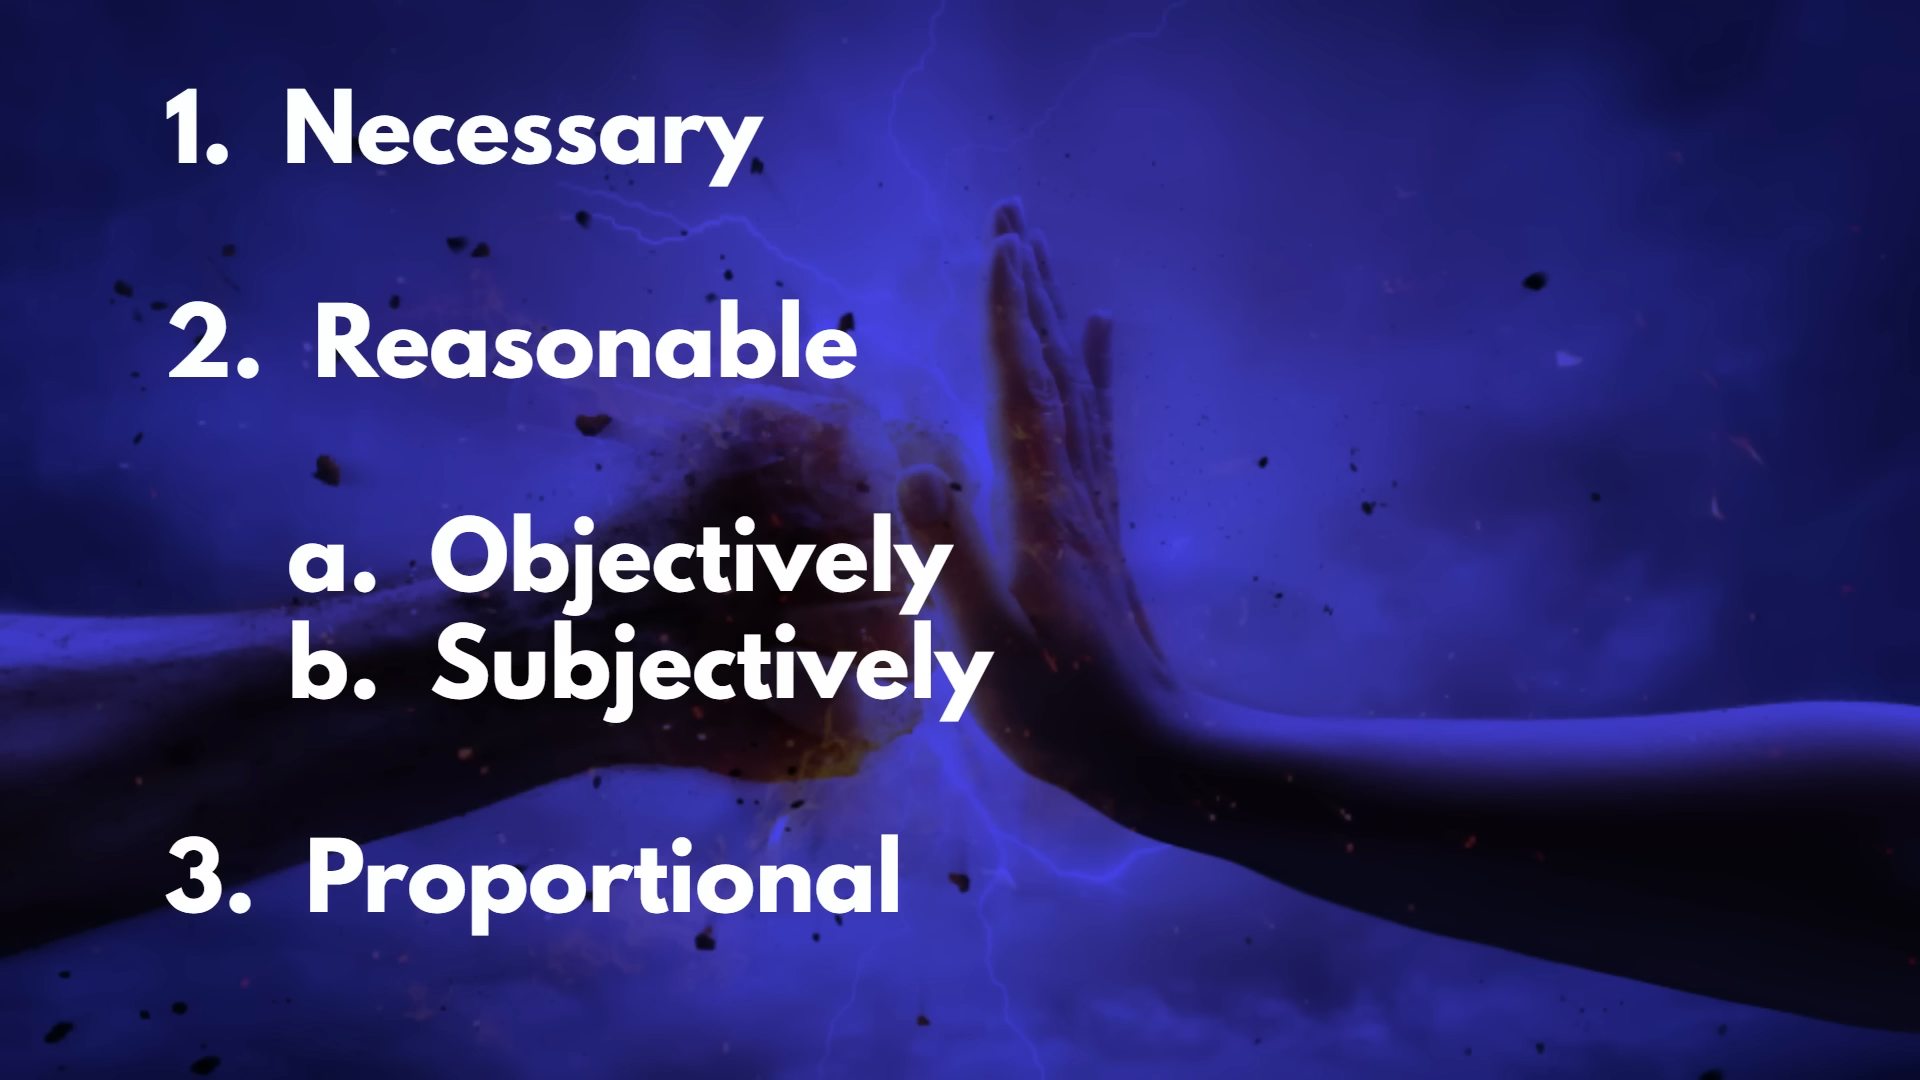 1. Necessary
2. Reasonable
a. Objectively
b. Subjectively
3. Proportional